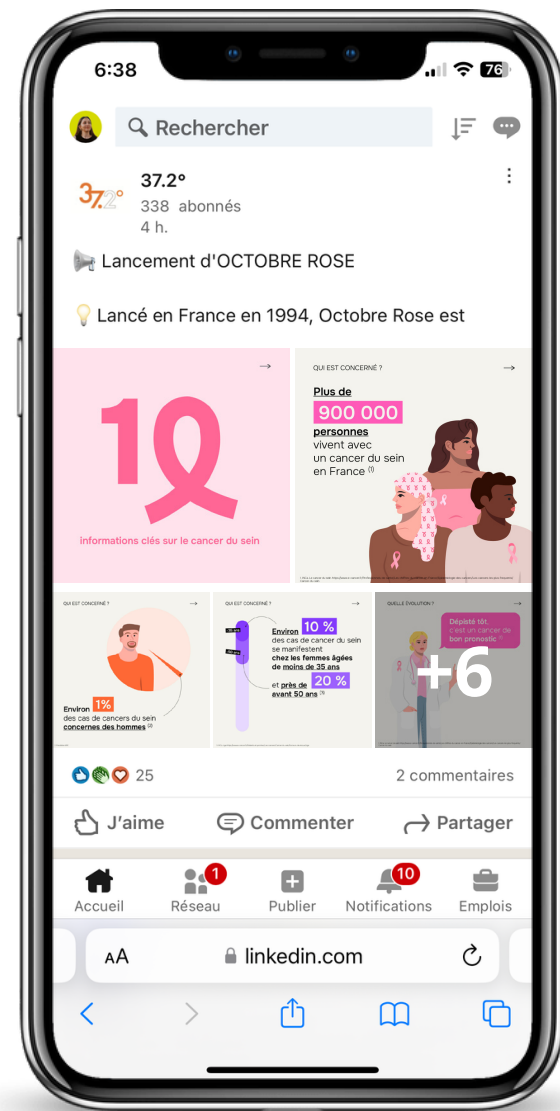 6:38
76
Rechercher
37.2°
37.2°
338 abonnés
4 h.
Lancement d'OCTOBRE ROSE
Lancé en France en 1994, Octobre Rose est
10
informations clés sur le cancer du sein
QUI EST CONCERNÉ ?
Plus de
900 000
personnes
vivent avec
un cancer du sein
en France (1)
QUI EST CONCERNÉ ?
Environ 1%
des cas de cancers du sein
concernes des hommes (2)
QUI EST CONCERNÉ ?
Environ 10 %
des cas de cancer du sein
se manifestent
chez les femmes âgées
de moins de 35 ans
et près de 20 %
avant 50 ans (3)
QUELLE ÉVOLUTION ?
Dépisté tôt,
c'est un cancer de
bon pronostic
+6
25
2 commentaires
J'aime
Commenter
Partager
1
10
Accueil
Réseau
Publier
Notifications
Emplois
AA
linkedin.com